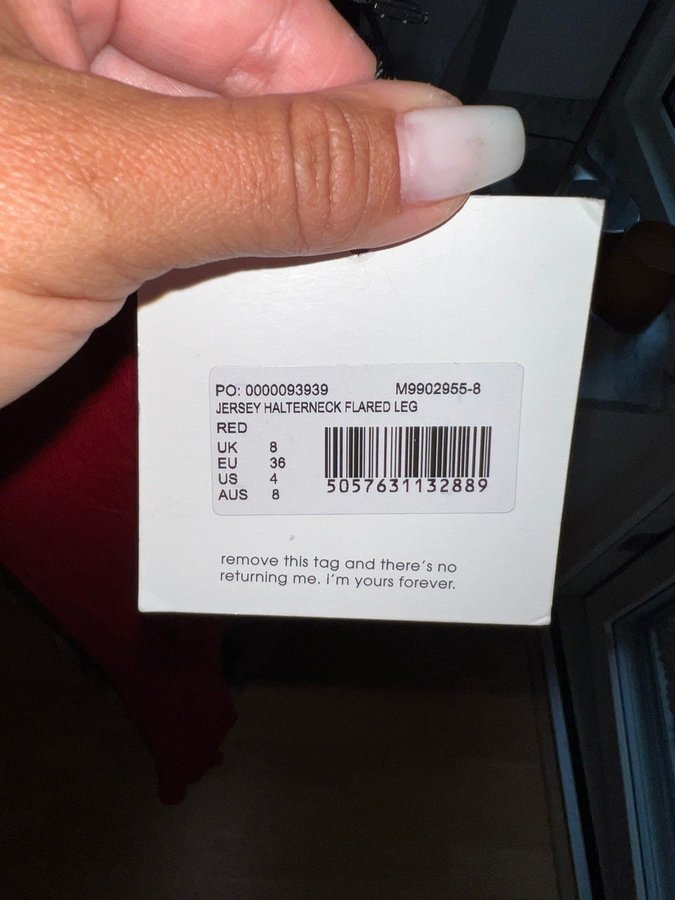 PO: 0000093939 M9902955-8
JERSEY HALTERNECK FLARED LEG
RED
UK 8
EU 36
US 4
AUS 8
5057631132889
remove this tag and there's no
returning me. i'm yours forever.